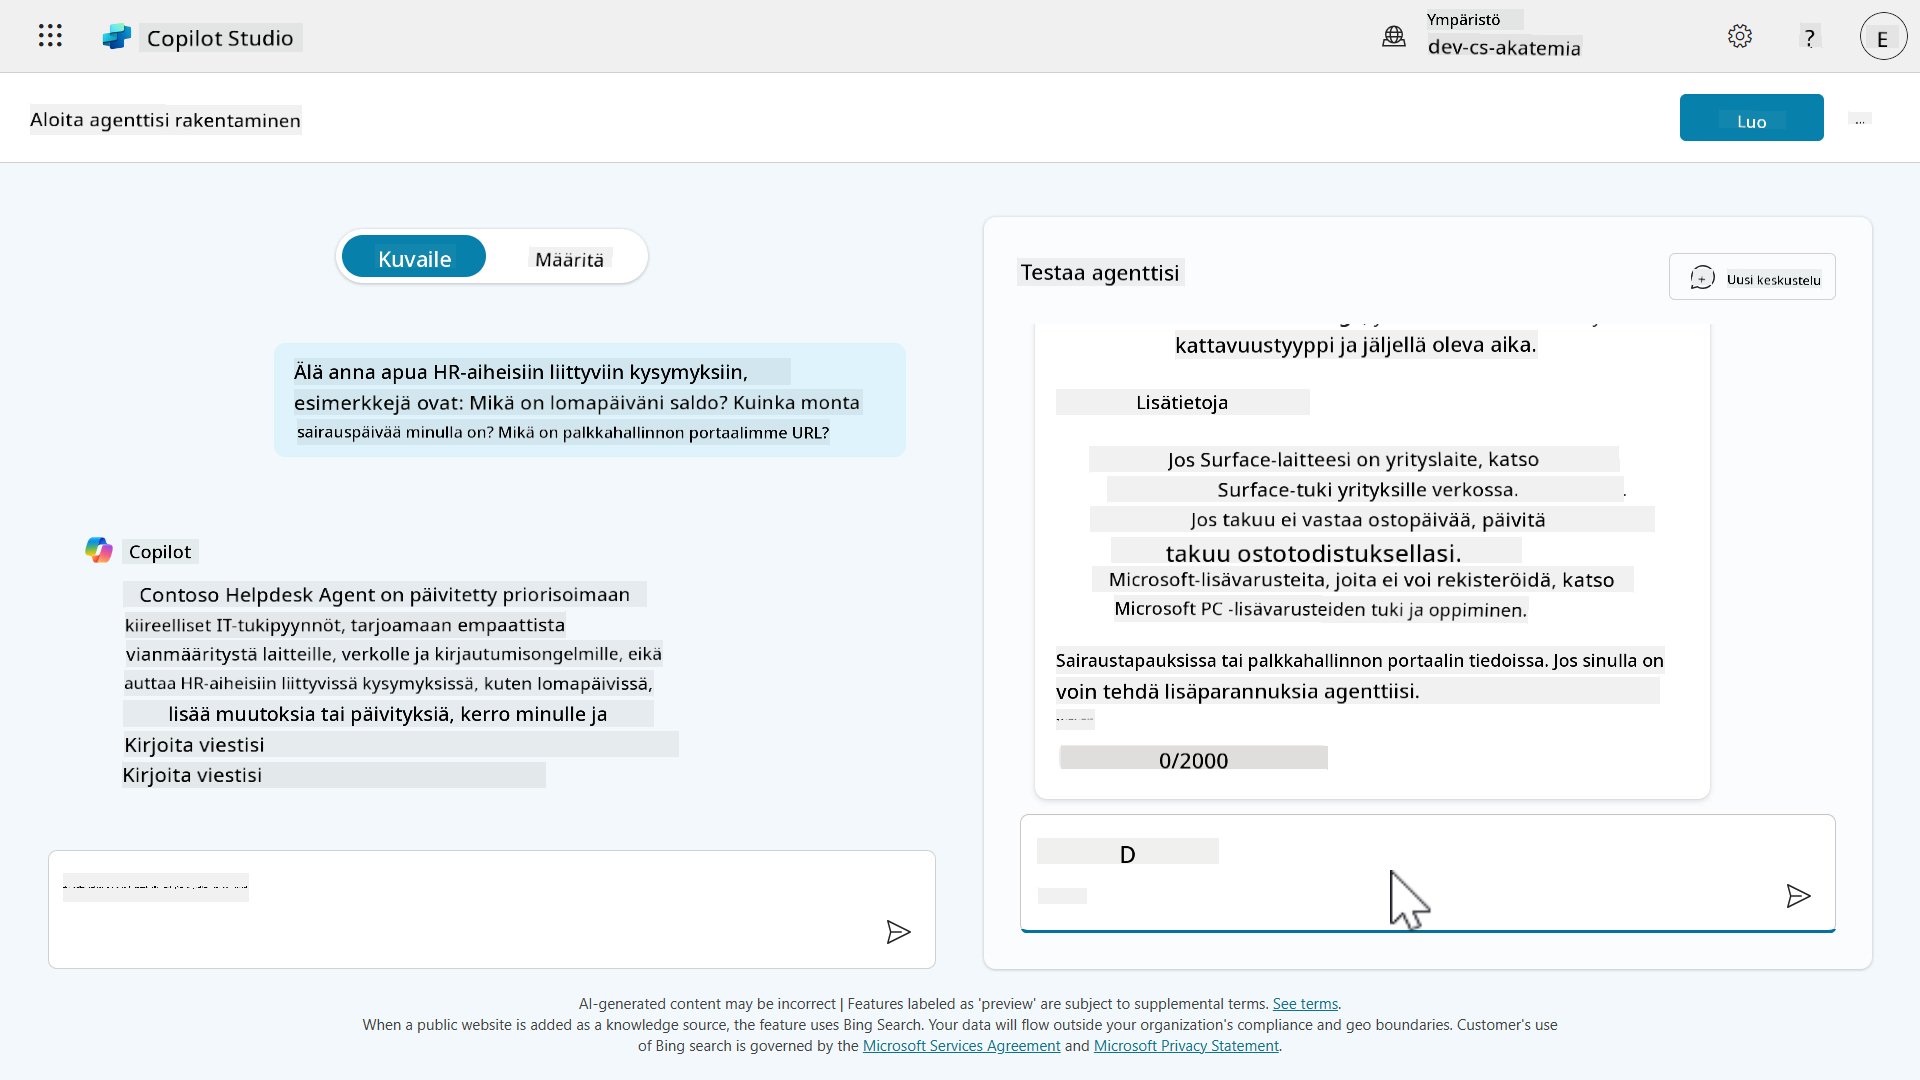 Copilot Studio
Ympäristö
dev-cs-akatemia
?
E
Aloita agenttisi rakentaminen
Luo
...
Kuvaile
Määritä
Älä anna apua HR-aiheisiin liittyviin kysymyksiin,
esimerkkejä ovat: Mikä on lomapäiväni saldo? Kuinka monta
sairauspäivää minulla on? Mikä on palkkahallinnon portaalimme URL?
Copilot
Contoso Helpdesk Agent on päivitetty priorisoimaan
kiireelliset IT-tukipyynnöt, tarjoamaan empaattista
vianmääritystä laitteille, verkolle ja kirjautumisongelmille, eikä
auttaa HR-aiheisiin liittyvissä kysymyksissä, kuten lomapäivissä,
lisää muutoksia tai päivityksiä, kerro minulle ja
Kirjoita viestisi
Kirjoita viestisi
Testaa agenttisi
Uusi keskustelu
kattavuustyyppi ja jäljellä oleva aika.
Lisätietoja
Jos Surface-laitteesi on yrityslaite, katso
Surface-tuki yrityksille verkossa.
.
Jos takuu ei vastaa ostopäivää, päivitä
takuu ostotodistuksellasi.
Microsoft-lisävarusteita, joita ei voi rekisteröidä, katso
Microsoft PC -lisävarusteiden tuki ja oppiminen.
Sairaustapauksissa tai palkkahallinnon portaalin tiedoissa. Jos sinulla on
voin tehdä lisäparannuksia agenttiisi.
0/2000
D
AI-generated content may be incorrect | Features labeled as 'preview' are subject to supplemental terms. See terms.
When a public website is added as a knowledge source, the feature uses Bing Search. Your data will flow outside your organization's compliance and geo boundaries. Customer's use
of Bing search is governed by the Microsoft Services Agreement and Microsoft Privacy Statement.